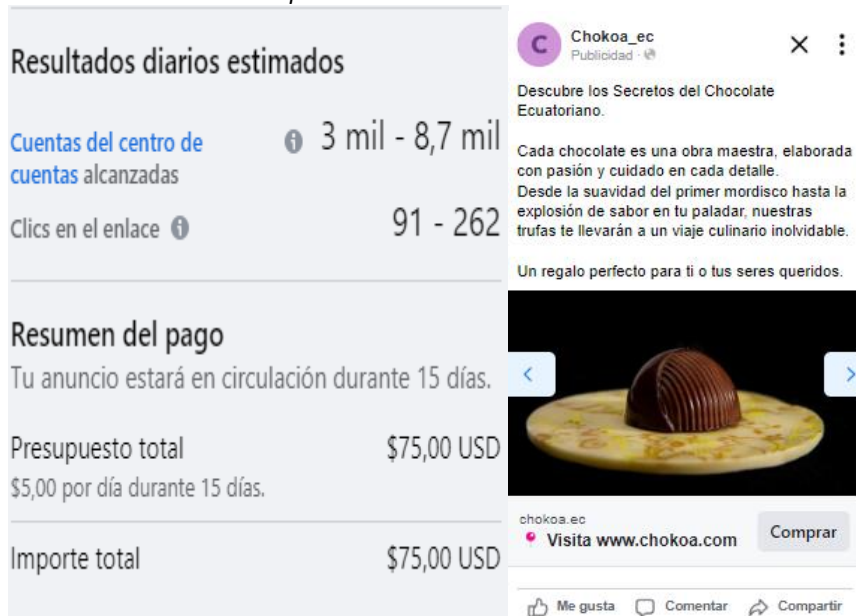 Resultados diarios estimados
Cuentas del centro de
cuentas alcanzadas
3 mil - 8,7 mil
Clics en el enlace
91 - 262
Resumen del pago
Tu anuncio estará en circulación durante 15 días.
Presupuesto total
$75,00 USD
$5,00 por día durante 15 días.
Importe total
$75,00 USD
C
Chokoa_ec
Publicidad ·
Descubre los Secretos del Chocolate
Ecuatoriano.
Cada chocolate es una obra maestra, elaborada
con pasión y cuidado en cada detalle.
Desde la suavidad del primer mordisco hasta la
explosión de sabor en tu paladar, nuestras
trufas te llevarán a un viaje culinario inolvidable.
Un regalo perfecto para ti o tus seres queridos.
chokoa.ec
Visita www.chokoa.com
Comprar
Me gusta
Comentar
Compartir